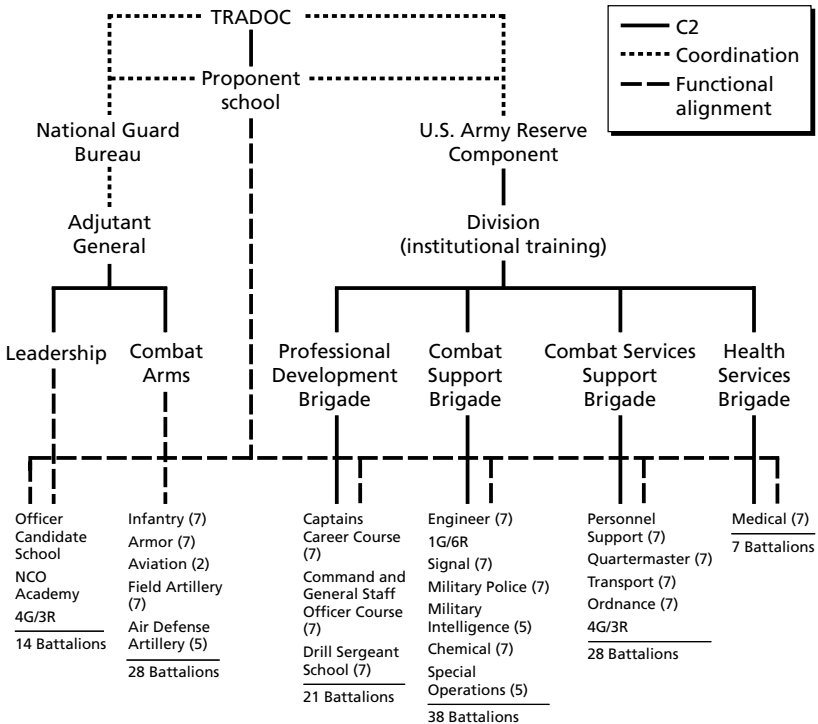 TRADOC
C2
Coordination
Functional
alignment
Proponent
school
National Guard
Bureau
U.S. Army Reserve
Component
Adjutant
General
Division
(institutional training)
Leadership
Combat
Arms
Professional
Development
Brigade
Combat
Support
Brigade
Combat Services
Support
Brigade
Health
Services
Brigade
Officer
Candidate
School
NCO
Academy
4G/3R
14 Battalions
Infantry (7)
Armor (7)
Aviation (2)
Field Artillery
(7)
Air Defense
Artillery (5)
28 Battalions
Captains
Career Course
(7)
Command and
General Staff
Officer Course
(7)
Drill Sergeant
School (7)
21 Battalions
Engineer (7)
1G/6R
Signal (7)
Military Police (7)
Military
Intelligence (5)
Chemical (7)
Special
Operations (5)
38 Battalions
Personnel
Support (7)
Quartermaster (7)
Transport (7)
Ordnance (7)
4G/3R
28 Battalions
Medical (7)
7 Battalions